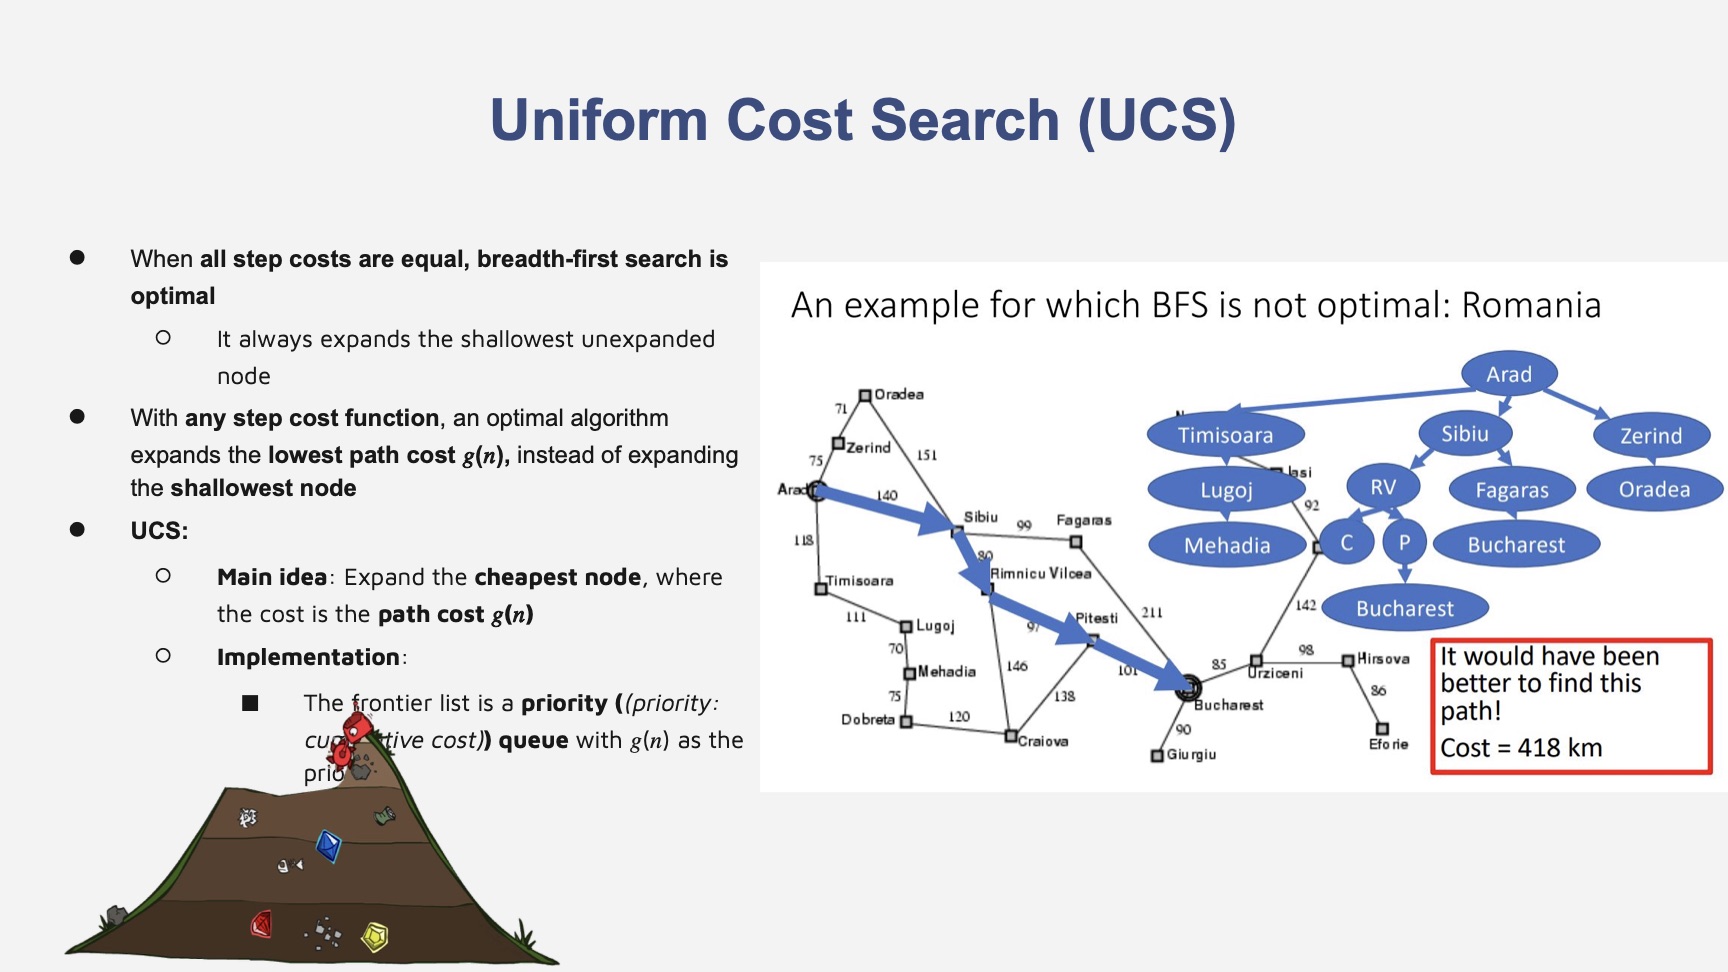 Uniform Cost Search (UCS)
● When all step costs are equal, breadth-first search is
optimal
○ It always expands the shallowest unexpanded
node
● With any step cost function, an optimal algorithm
expands the lowest path cost g(n), instead of expanding
the shallowest node
● UCS:
○ Main idea: Expand the cheapest node, where
the cost is the path cost g(n)
○ Implementation:
■ The frontier list is a priority ((priority:
cost)) queue with g(n) as the
An example for which BFS is not optimal: Romania
Arad
Timisoara
Sibiu
Zerind
Lugoj
RV
Fagaras
Oradea
Mehadia
C
P
Bucharest
Bucharest
Oradea
71
Zerind
75
151
Arad
140
118
Sibiu
99
Fagaras
80
Rimnicu Vilcea
Timisoara
111
Lugoj
70
Mehadia
75
Dobreta
120
Craiova
146
138
97
Pitesti
101
211
Bucharest
90
Giurgiu
85
Urziceni
98
Hirsova
86
Eforie
142
92
Iasi
It would have been
better to find this
path!
Cost = 418 km